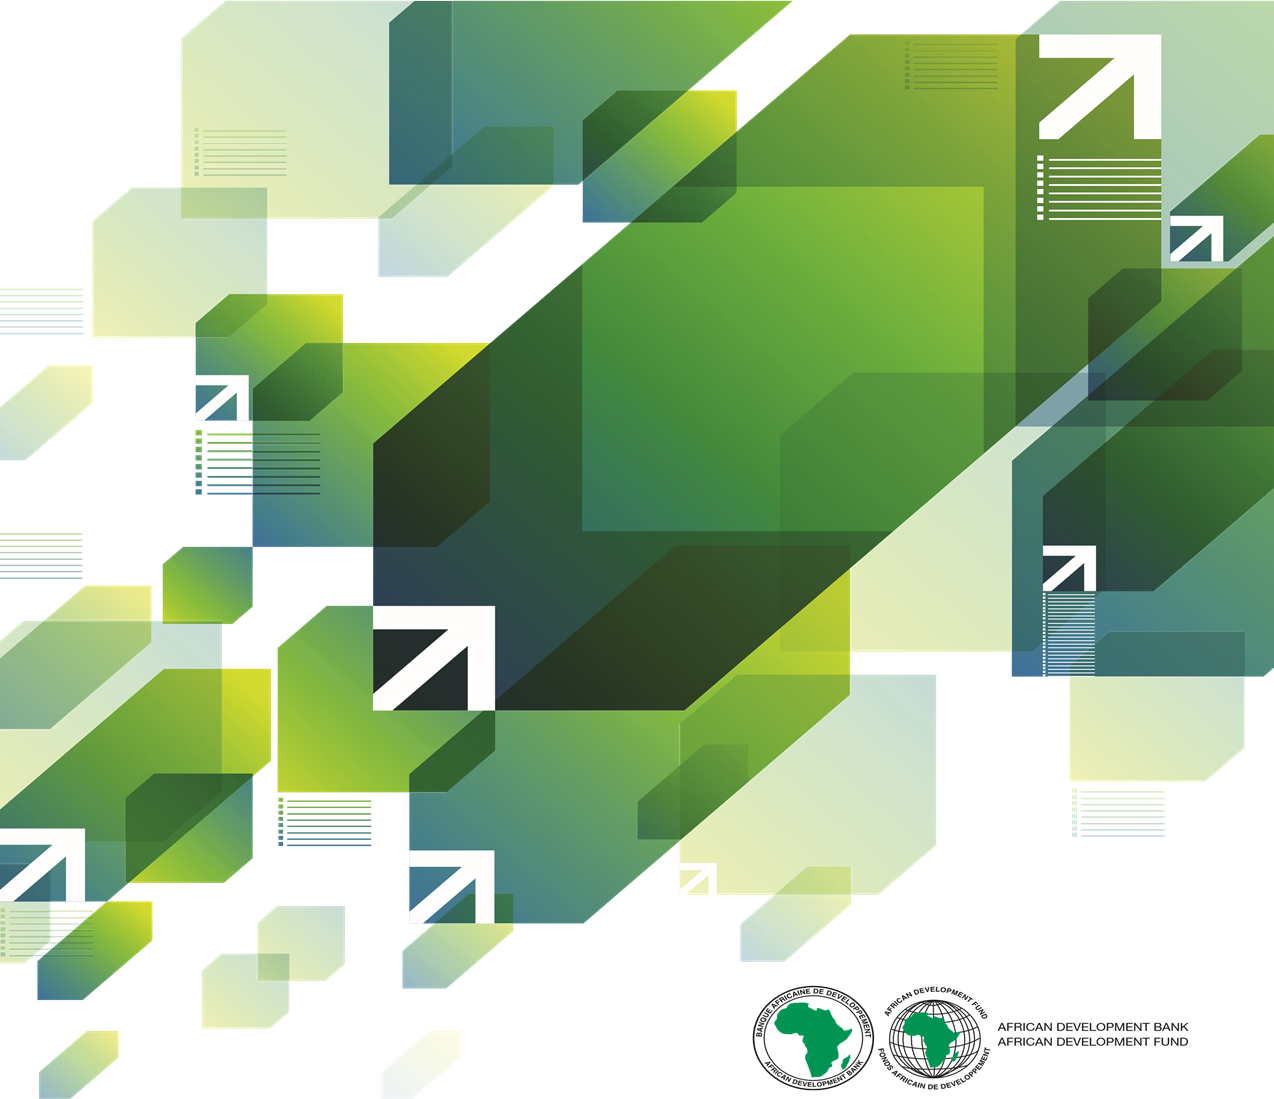 BANQUE AFRICAINE DE DEVELOPPEMENT
AFRICAN DEVELOPMENT BANK
AFRICAN DEVELOPMENT FUND
FONDS AFRICAIN DE DEVELOPPEMENT
AFRICAN DEVELOPMENT BANK
AFRICAN DEVELOPMENT FUND